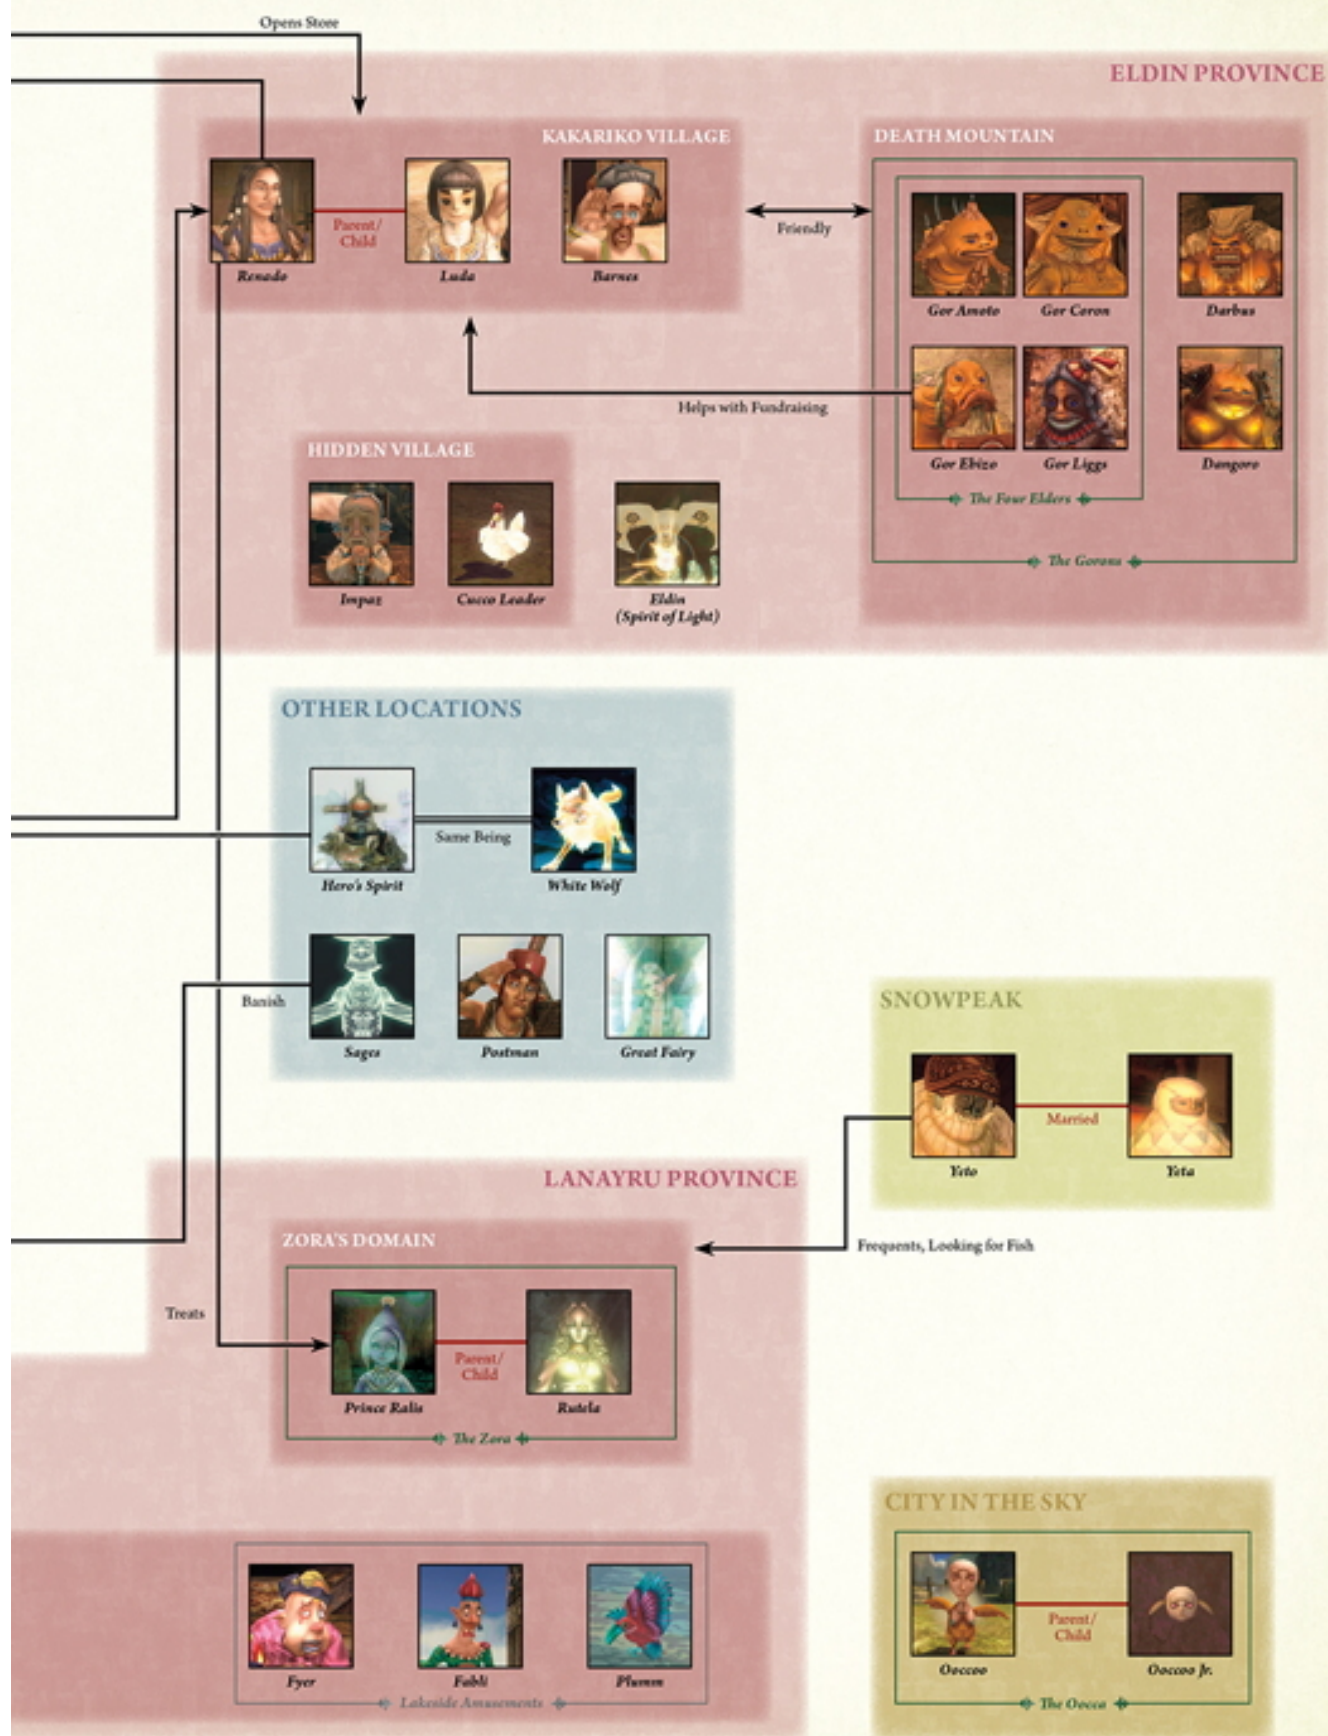 Opens Store
ELDIN PROVINCE
KAKARIKO VILLAGE
Renado
Parent/
Child
Luda
Barnes
Friendly
DEATH MOUNTAIN
Gor Amoto
Gor Coron
Darbus
Gor Ebizo
Gor Liggs
Dangoro
The Four Elders
The Gorons
Helps with Fundraising
HIDDEN VILLAGE
Impaz
Cucco Leader
Eldin
(Spirit of Light)
OTHER LOCATIONS
Hero's Spirit
Same Being
White Wolf
Banish
Sages
Postman
Great Fairy
SNOWPEAK
Yeto
Married
Yeta
Frequents, Looking for Fish
LANAYRU PROVINCE
ZORA'S DOMAIN
Treats
Prince Ralis
Parent/
Child
Rutela
The Zora
Fyer
Fabli
Plumm
Lakeside Amusements
CITY IN THE SKY
Ooccoo
Parent/
Child
Ooccoo Jr.
The Oocca